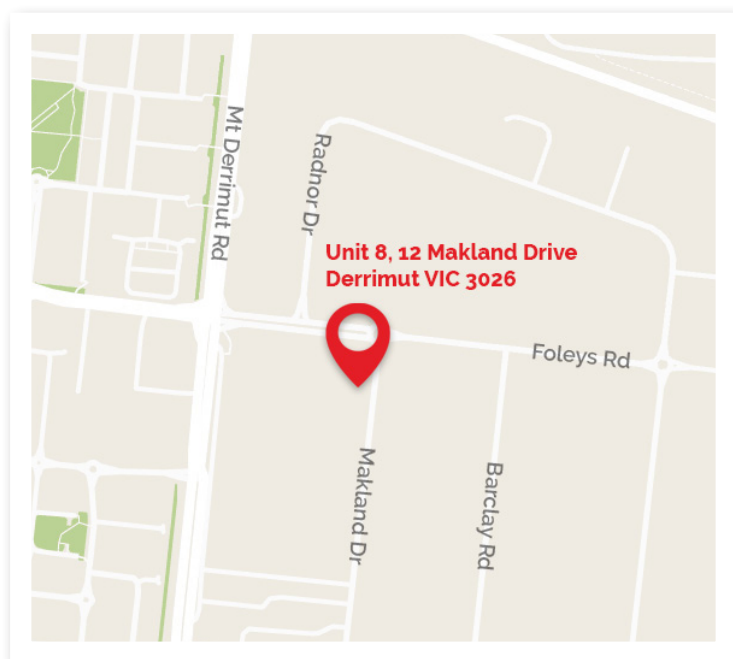 Mt Derrimut Rd
Radnor Dr
Unit 8, 12 Makland Drive
Derrimut VIC 3026
Foleys Rd
Makland Dr
Barclay Rd